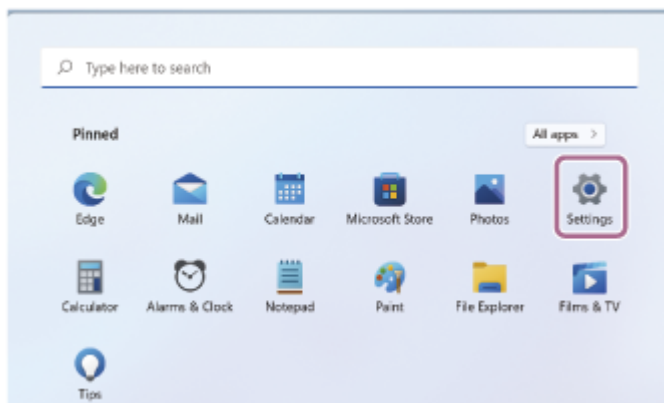 Type here to search
Pinned
All apps >
Edge Mail Calendar Microsoft Store Photos Settings
Calculator Alarms & Clock Notepad Paint File Explorer Films & TV
Tips